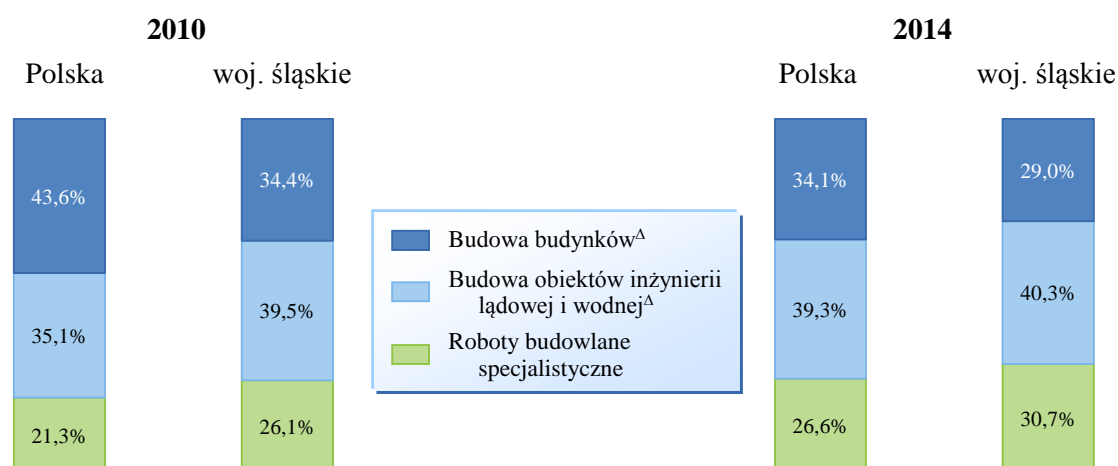 2010
Polska
woj. śląskie
43,6%
35,1%
21,3%
34,4%
39,5%
26,1%
Budowa budynków^Δ
Budowa obiektów inżynierii
lądowej i wodnej^Δ
Roboty budowlane
specjalistyczne
2014
Polska
woj. śląskie
34,1%
39,3%
26,6%
29,0%
40,3%
30,7%